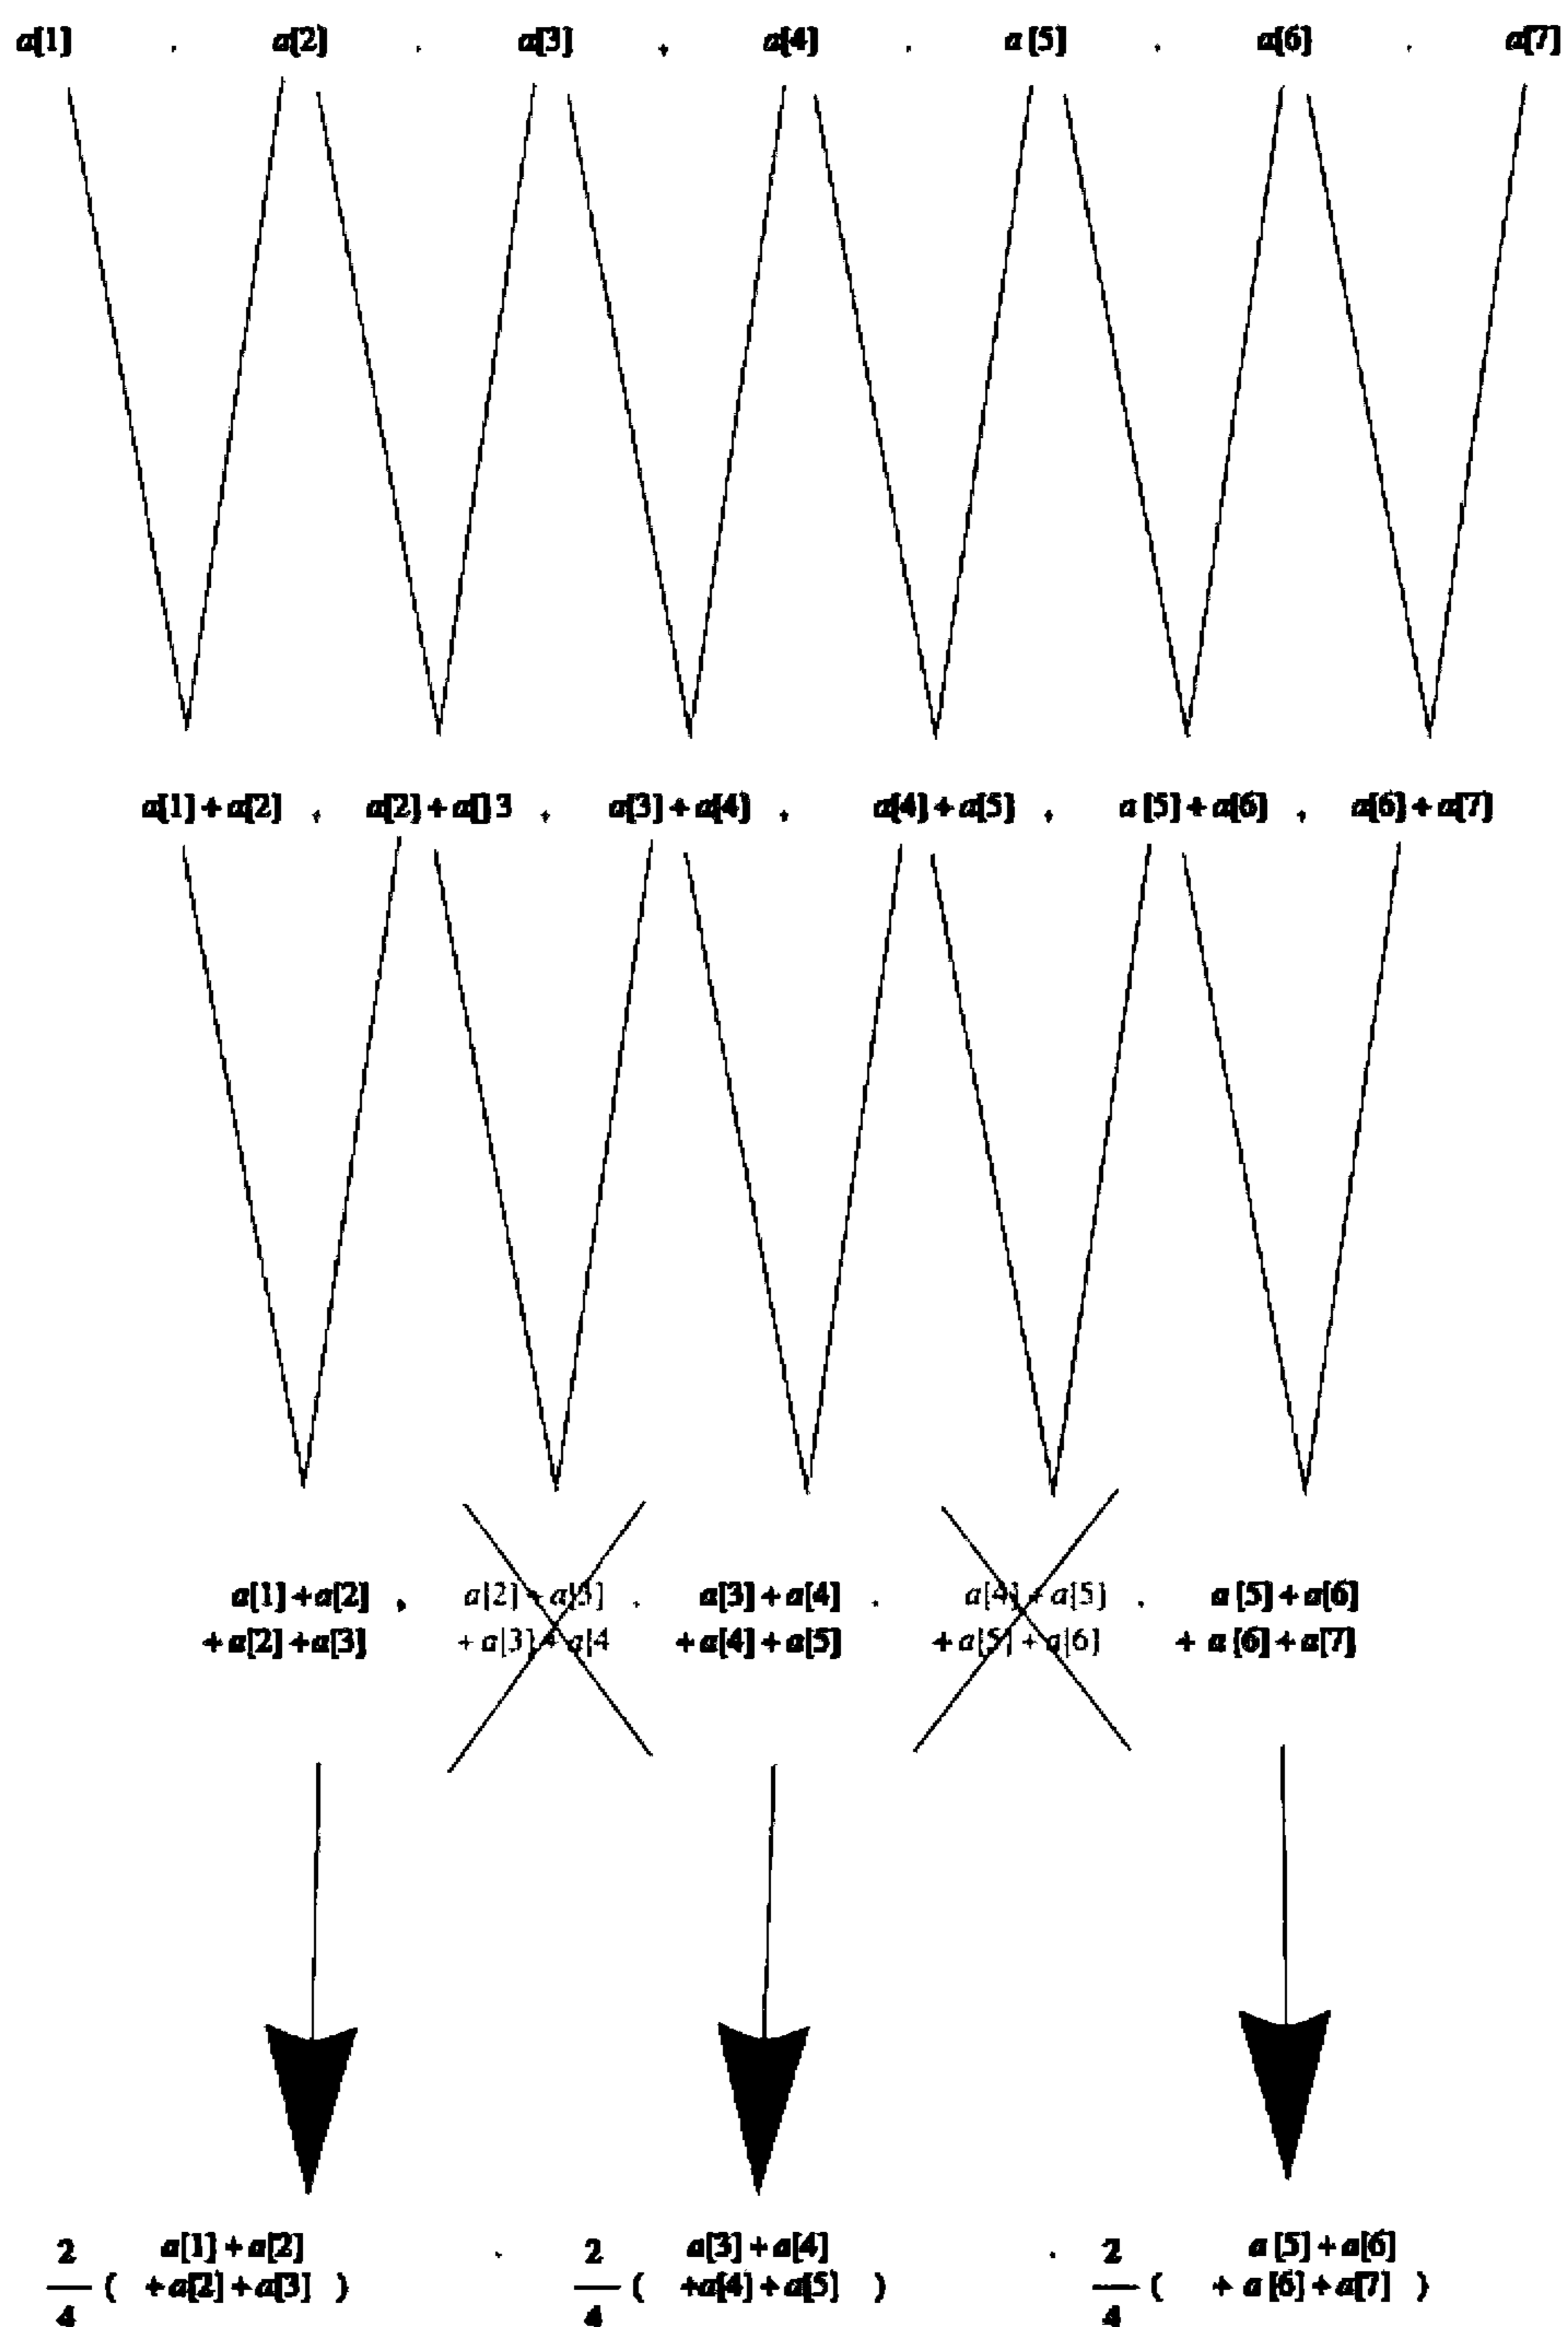 a[1] , a[2] , a[3] , a[4] , a [5] , a[6] , a[7]
a[1] + a[2] , a[2] + a[]3 , a[3] + a[4] , a[4] + a[5] , a [5] + a[6] , a[6] + a[7]
a[1] +a[2] , a[2] + a[3] , a[3] + a[4] , a[4] + a[5] , a [5] + a[6]
+ a[2] +a[3] + a[3] + a[4 + a[4] + a[5] + a[5] + a[6] + a [6] + a[7]
2 a[1] + a[2] , 2 a[3] + a[4] , 2 a [5] + a[6]
( +a[2] + a[3] ) ( +a[4] + a[5] ) ( + a [6] + a[7] )
4 4 4